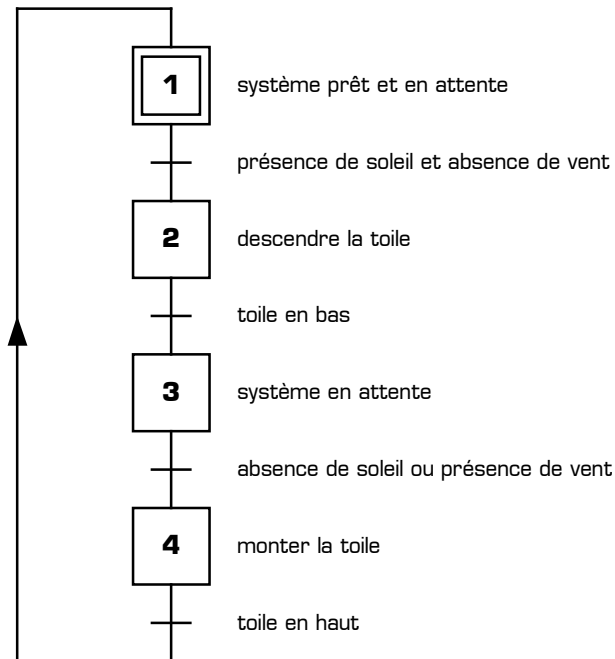 1 système prêt et en attente
présence de soleil et absence de vent
2 descendre la toile
toile en bas
3 système en attente
absence de soleil ou présence de vent
4 monter la toile
toile en haut